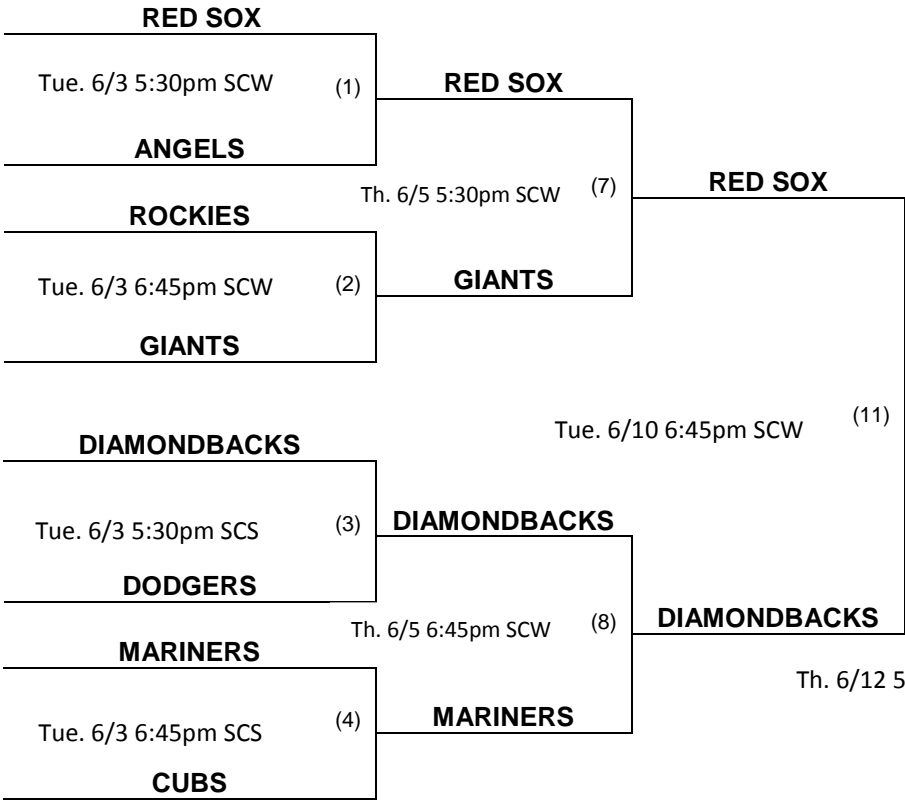 RED SOX
Tue. 6/3 5:30pm SCW
(1)
RED SOX
ANGELS
Th. 6/5 5:30pm SCW
(7)
RED SOX
ROCKIES
Tue. 6/3 6:45pm SCW
(2)
GIANTS
GIANTS
Tue. 6/10 6:45pm SCW
(11)
DIAMONDBACKS
Tue. 6/3 5:30pm SCS
(3)
DIAMONDBACKS
DODGERS
Th. 6/5 6:45pm SCW
(8)
DIAMONDBACKS
MARINERS
Th. 6/12 5
Tue. 6/3 6:45pm SCS
(4)
MARINERS
CUBS